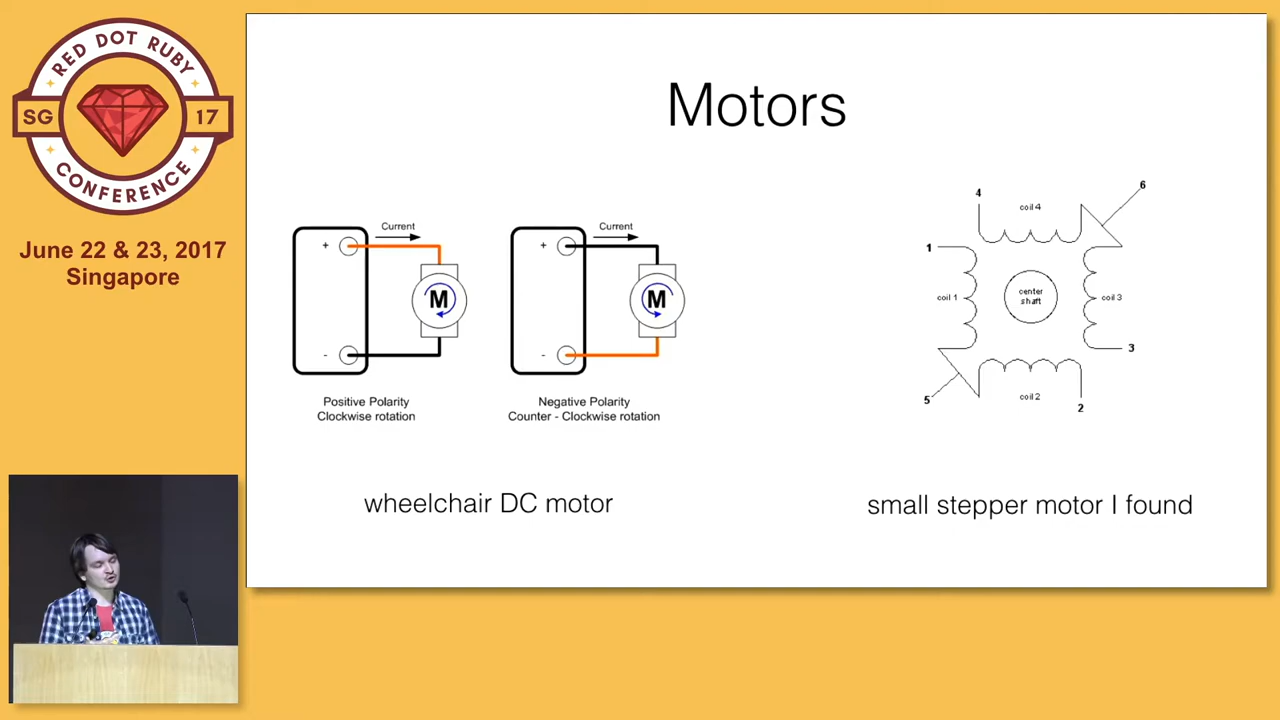 RED DOT RUBY
SG 17
CONFERENCE
June 22 & 23, 2017
Singapore
Motors
Current
+
M
-
Positive Polarity
Clockwise rotation
Current
+
M
-
Negative Polarity
Counter - Clockwise rotation
wheelchair DC motor
6
4
coil 4
1
coil 1
center
shaft
coil 3
3
5
coil 2
2
small stepper motor I found